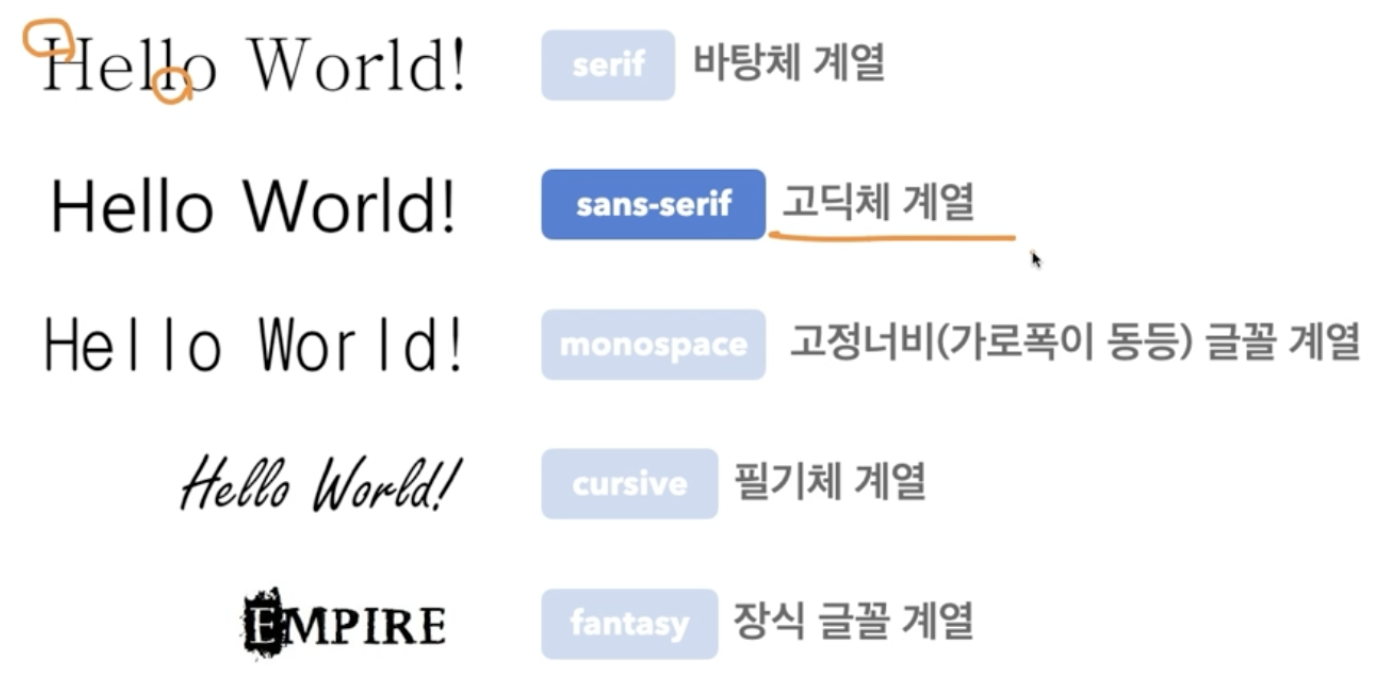 Hello World! serif 바탕체 계열
Hello World! sans-serif 고딕체 계열
Hello World! monospace 고정너비(가로폭이 동등) 글꼴 계열
Hello World! cursive 필기체 계열
EMPIRE fantasy 장식 글꼴 계열